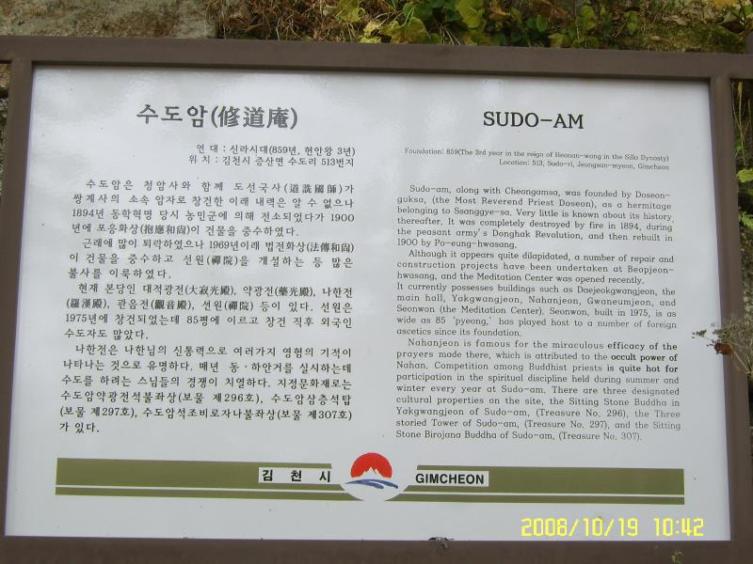 수도암(修道庵)
연 대 : 신라시대(859년, 헌안왕 3년)
위 치 : 김천시 증산면 수도리 513번지
수도암은 청암사와 함께 도선국사(道詵國師)가
쌍계사의 소속 암자로 창건한 이래 내력은 알 수 없으나
1894년 동학혁명 당시 농민군에 의해 전소되었다가 1900
년에 포응화상(抱應和尙)이 건물을 중수하였다.
근래에 많이 퇴락하였으나 1969년이래 법전화상(法傳和尙)
이 건물을 중수하고 선원(禪院)을 개설하는 등 많은
불사를 이룩하였다.
현재 본당인 대적광전(大寂光殿), 약광전(藥光殿), 나한전
(羅漢殿), 관음전(觀音殿), 선원(禪院) 등이 있다. 선원은
1975년에 창건되었는데 85평에 이르고 창건 직후 외국인
수도자도 많았다.
나한전은 나한님의 신통력으로 여러가지 영험의 기적이
나타나는 것으로 유명하다. 매년 동·하안거를 실시하는데
수도를 하려는 스님들의 경쟁이 치열하다. 지정문화재로는
수도암약광전석불좌상(보물 제296호), 수도암삼층석탑
(보물 제297호), 수도암석조비로자나불좌상(보물 제307호)
가 있다.
SUDO-AM
Foundation: 859(The 3rd year in the reign of Heonan-wang in the Silla Dynasty)
Location: 513, Sudo-ri, Jeungsan-myeon, Gimcheon
Sudo-am, along with Cheongamsa, was founded by Doseon-
guksa, (the Most Reverend Priest Doseon), as a hermitage
belonging to Ssanggye-sa. Very little is known about its history,
thereafter. It was completely destroyed by fire in 1894, during
the peasant army's Donghak Revolution, and then rebuilt in
1900 by Po-eung-hwasang.
Although it appears quite dilapidated, a number of repair and
construction projects have been undertaken at Beopjeon-
hwasang, and the Meditation Center was opened recently.
It currently possesses buildings such as Daejeokgwangjeon, the
main hall, Yakgwangjeon, Nahanjeon, Gwaneumjeon, and
Seonwon (the Meditation Center). Seonwon, built in 1975, is as
wide as 85 'pyeong,' has played host to a number of foreign
ascetics since its foundation.
Nahanjeon is famous for the miraculous efficacy of the
prayers made there, which is attributed to the occult power of
Nahan. Competition among Buddhist priests is quite hot for
participation in the spiritual discipline held during summer and
winter every year at Sudo-am. There are three designated
cultural properties on the site, the Sitting Stone Buddha in
Yakgwangjeon of Sudo-am, (Treasure No. 296), the Three
storied Tower of Sudo-am, (Treasure No. 297), and the Sitting
Stone Birojana Buddha of Sudo-am, (Treasure No. 307).
김 천 시 GIMCHEON
2008/10/19 10:42